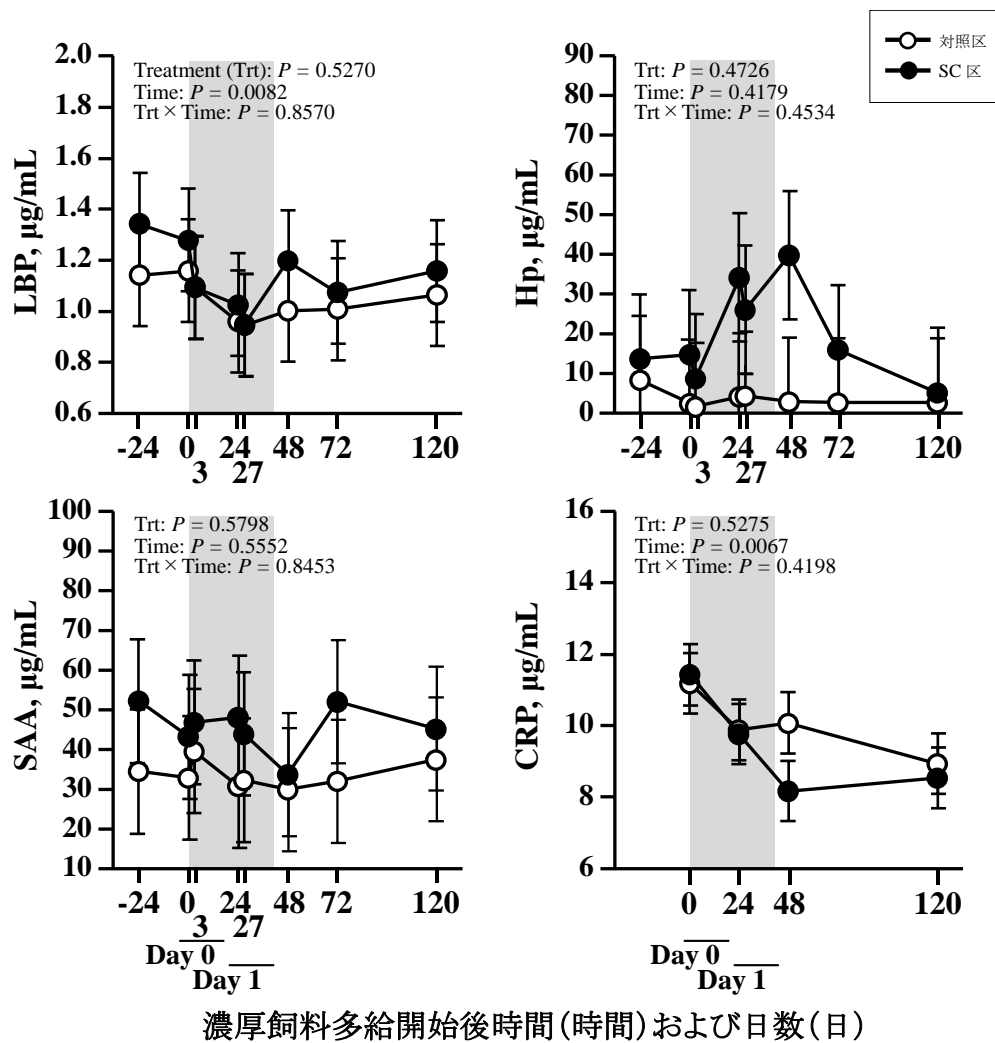 対照区
SC 区
2.0
1.8
1.6
1.4
1.2
1.0
0.8
0.6
LBP, μg/mL
Treatment (Trt): P = 0.5270
Time: P = 0.0082
Trt × Time: P = 0.8570
-24 0 24 48 72 120
3 27
90
80
70
60
50
40
30
20
10
0
Hp, μg/mL
Trt: P = 0.4726
Time: P = 0.4179
Trt × Time: P = 0.4534
-24 0 24 48 72 120
3 27
100
90
80
70
60
50
40
30
20
10
SAA, μg/mL
Trt: P = 0.5798
Time: P = 0.5552
Trt × Time: P = 0.8453
-24 0 24 48 72 120
3 27
Day 0
Day 1
16
14
12
10
8
6
CRP, μg/mL
Trt: P = 0.5275
Time: P = 0.0067
Trt × Time: P = 0.4198
0 24 48 120
Day 0
Day 1
濃厚飼料多給開始後時間(時間)および日数(日)